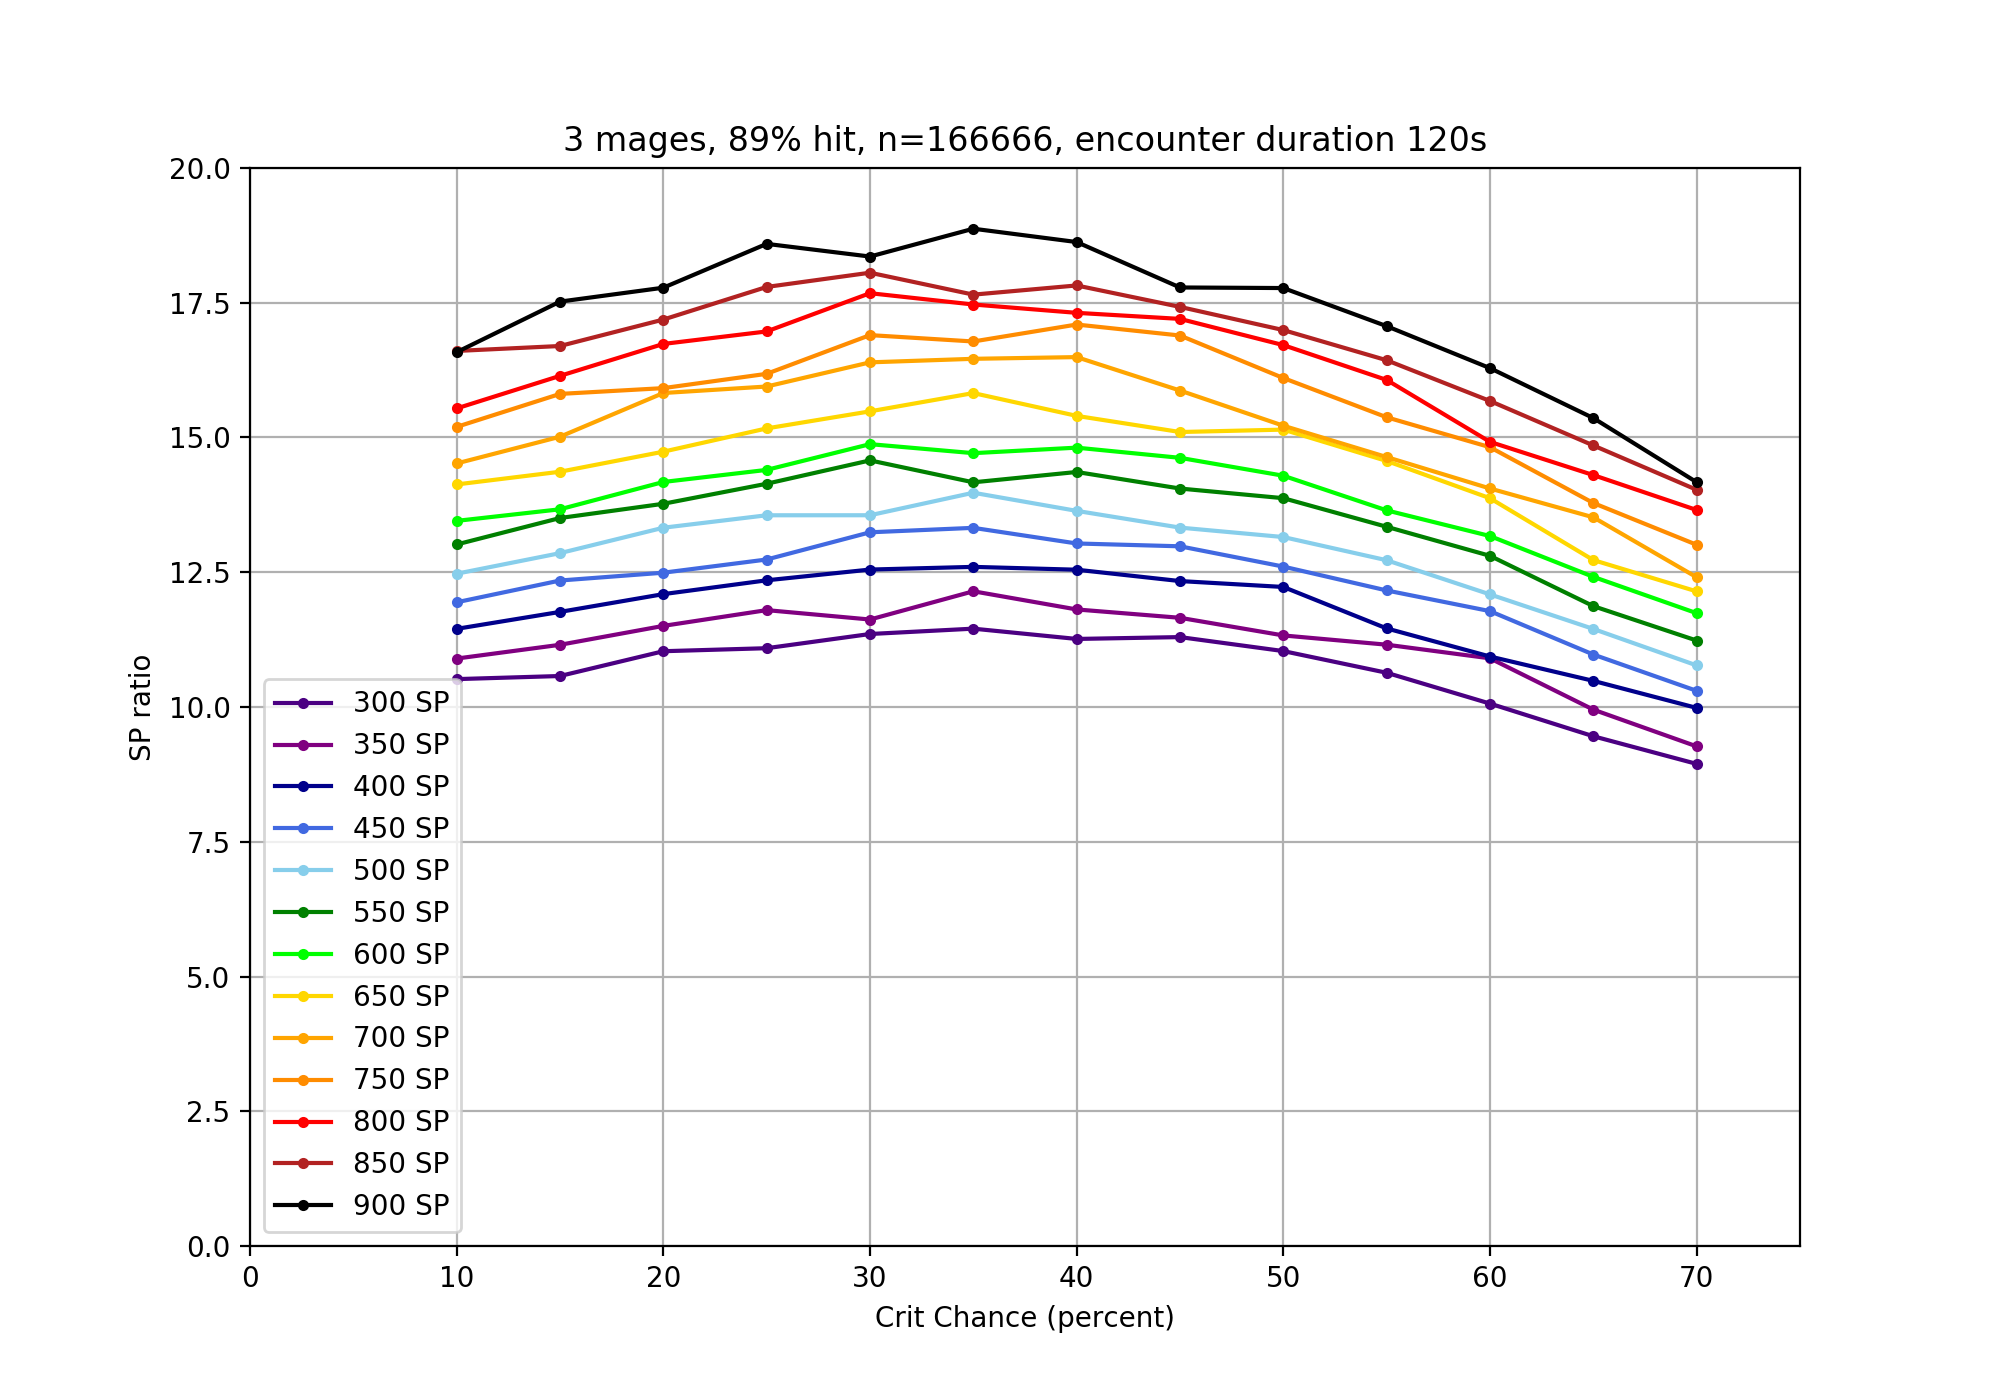 3 mages, 89% hit, n=166666, encounter duration 120s
20.0
17.5
15.0
12.5
10.0
7.5
5.0
2.5
0.0
SP ratio
300 SP
350 SP
400 SP
450 SP
500 SP
550 SP
600 SP
650 SP
700 SP
750 SP
800 SP
850 SP
900 SP
0 10 20 30 40 50 60 70
Crit Chance (percent)